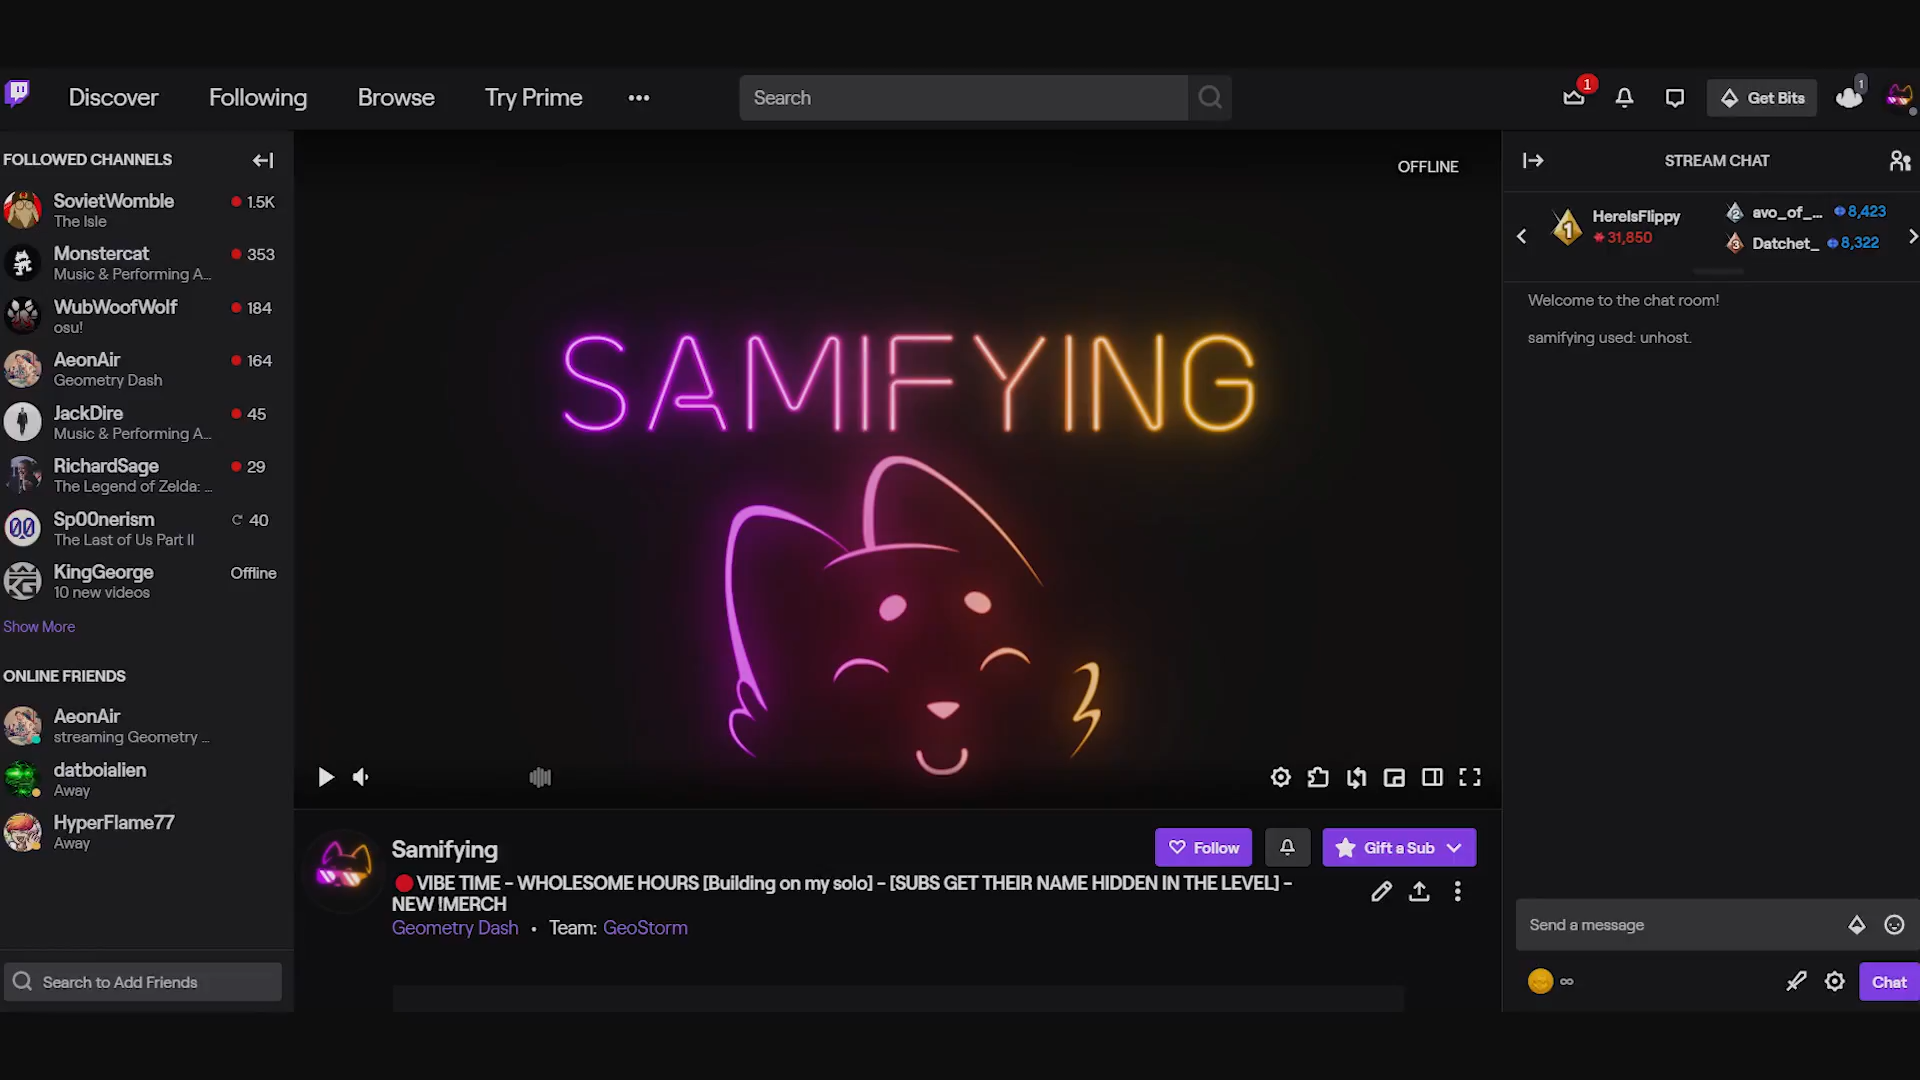 Discover
Following
Browse
Try Prime
Search
1
Get Bits
1
FOLLOWED CHANNELS
SovietWomble
1.5K
The Isle
Monstercat
353
Music & Performing A...
WubWoofWolf
184
osu!
AeonAir
164
Geometry Dash
JackDire
45
Music & Performing A...
RichardSage
29
The Legend of Zelda: ...
Sp00nerism
40
The Last of Us Part II
KingGeorge
Offline
10 new videos
Show More
ONLINE FRIENDS
AeonAir
streaming Geometry ...
datboialien
Away
HyperFlame77
Away
Search to Add Friends
OFFLINE
SAMIFYING
Samifying
Follow
Gift a Sub
VIBE TIME - WHOLESOME HOURS [Building on my solo] - [SUBS GET THEIR NAME HIDDEN IN THE LEVEL] -
NEW !MERCH
Geometry Dash • Team: GeoStorm
STREAM CHAT
1
HereIsFlippy
31,850
2
avo_of_...
8,423
3
Datchet_
8,322
Welcome to the chat room!
samifying used: unhost.
Send a message
∞
Chat